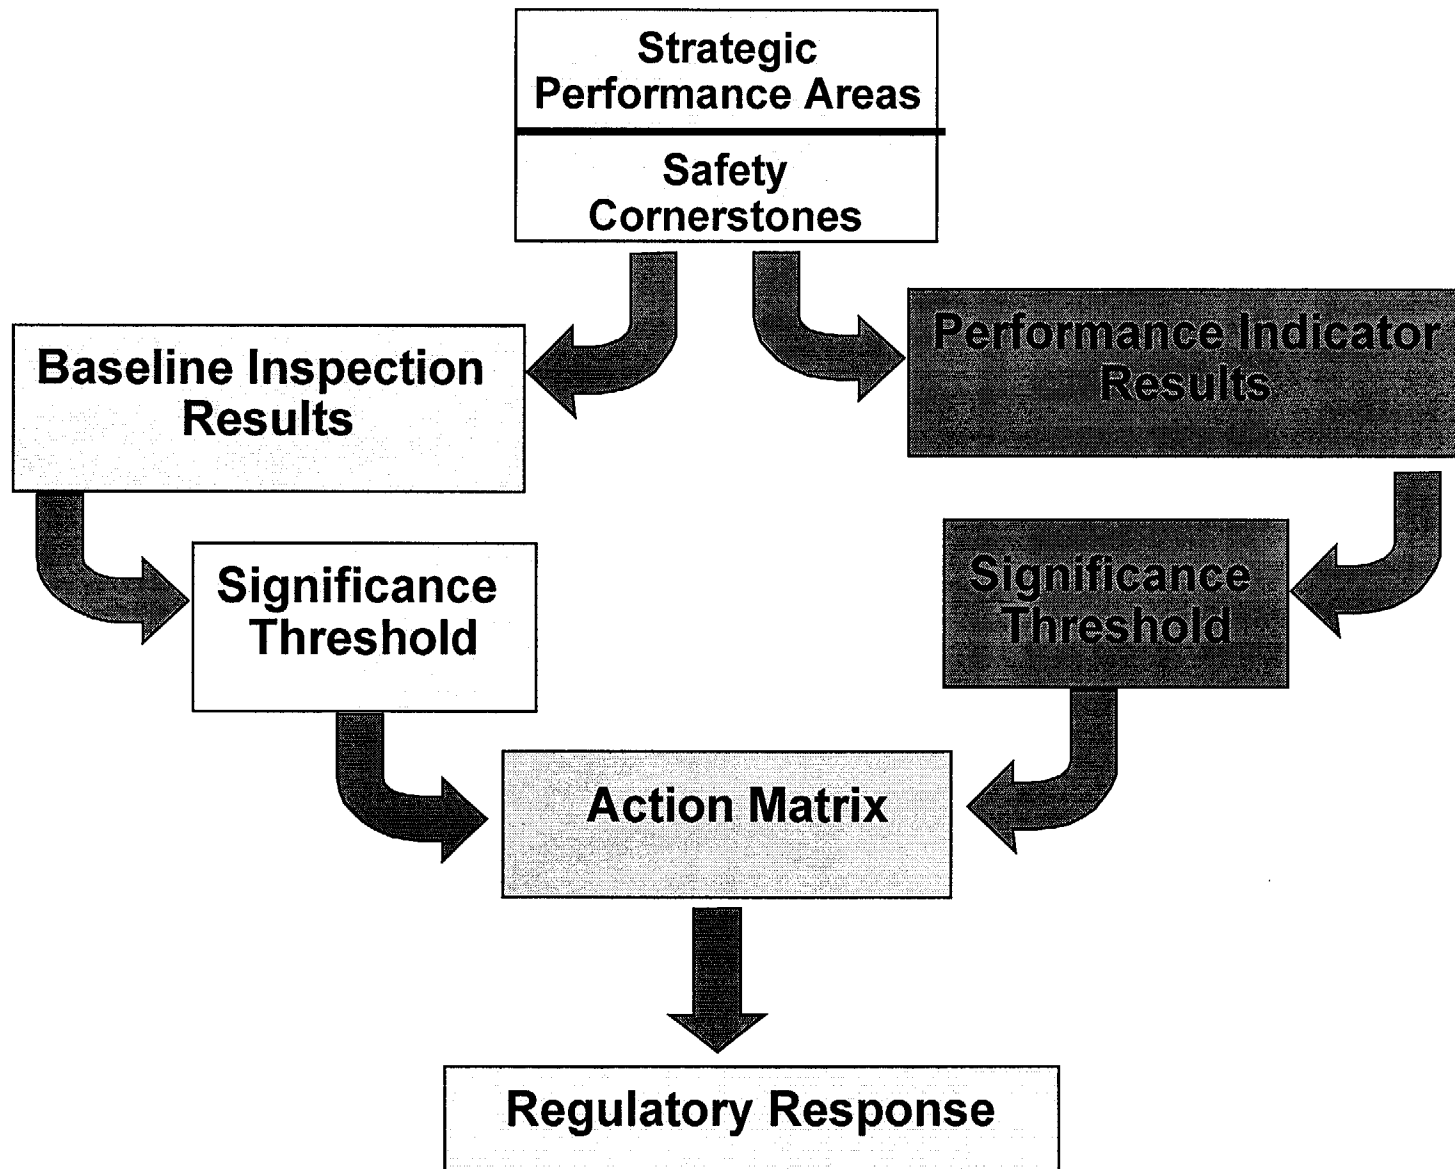 Strategic
Performance Areas
Safety
Cornerstones
Baseline Inspection
Results
Performance Indicator
Results
Significance
Threshold
Significance
Threshold
Action Matrix
Regulatory Response